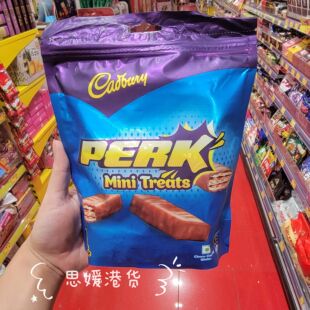 Cadbury
PERK
Mini Treats
思媛港货